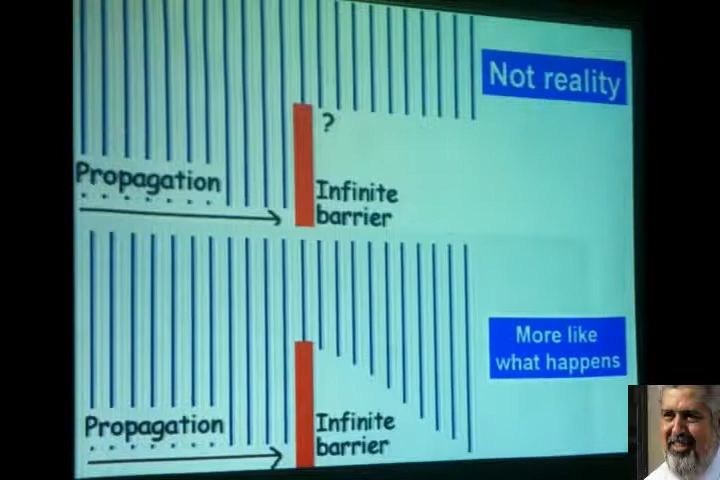 Not reality
?
Propagation
Infinite
barrier
More like
what happens
Propagation
Infinite
barrier